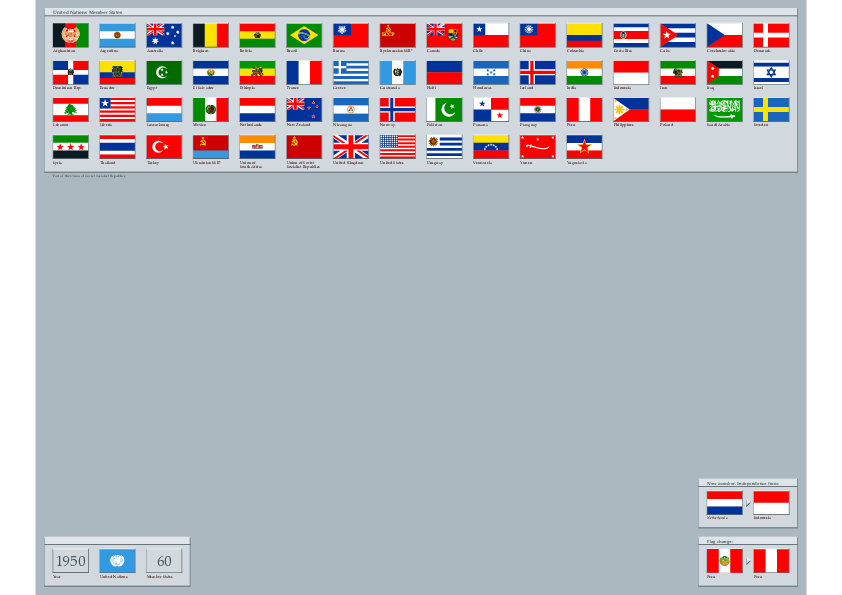 United Nations Member States
Afghanistan Argentina Australia Belgium Bolivia Brazil Burma Byelorussian SSR* Canada Chile China Colombia Costa Rica Cuba Czechoslovakia Denmark
Dominican Rep. Ecuador Egypt El Salvador Ethiopia France Greece Guatemala Haiti Honduras Iceland India Indonesia Iran Iraq Israel
Lebanon Liberia Luxembourg Mexico Netherlands New Zealand Nicaragua Norway Pakistan Panama Paraguay Peru Philippines Poland Saudi Arabia Sweden
Syria Thailand Turkey Ukrainian SSR* Union of United Kingdom United States Uruguay Venezuela Yemen Yugoslavia
South Africa Socialist Republics
New member; Independence from:
Netherlands Indonesia
Flag change:
Peru Peru
1950 60
Year United Nations Member States